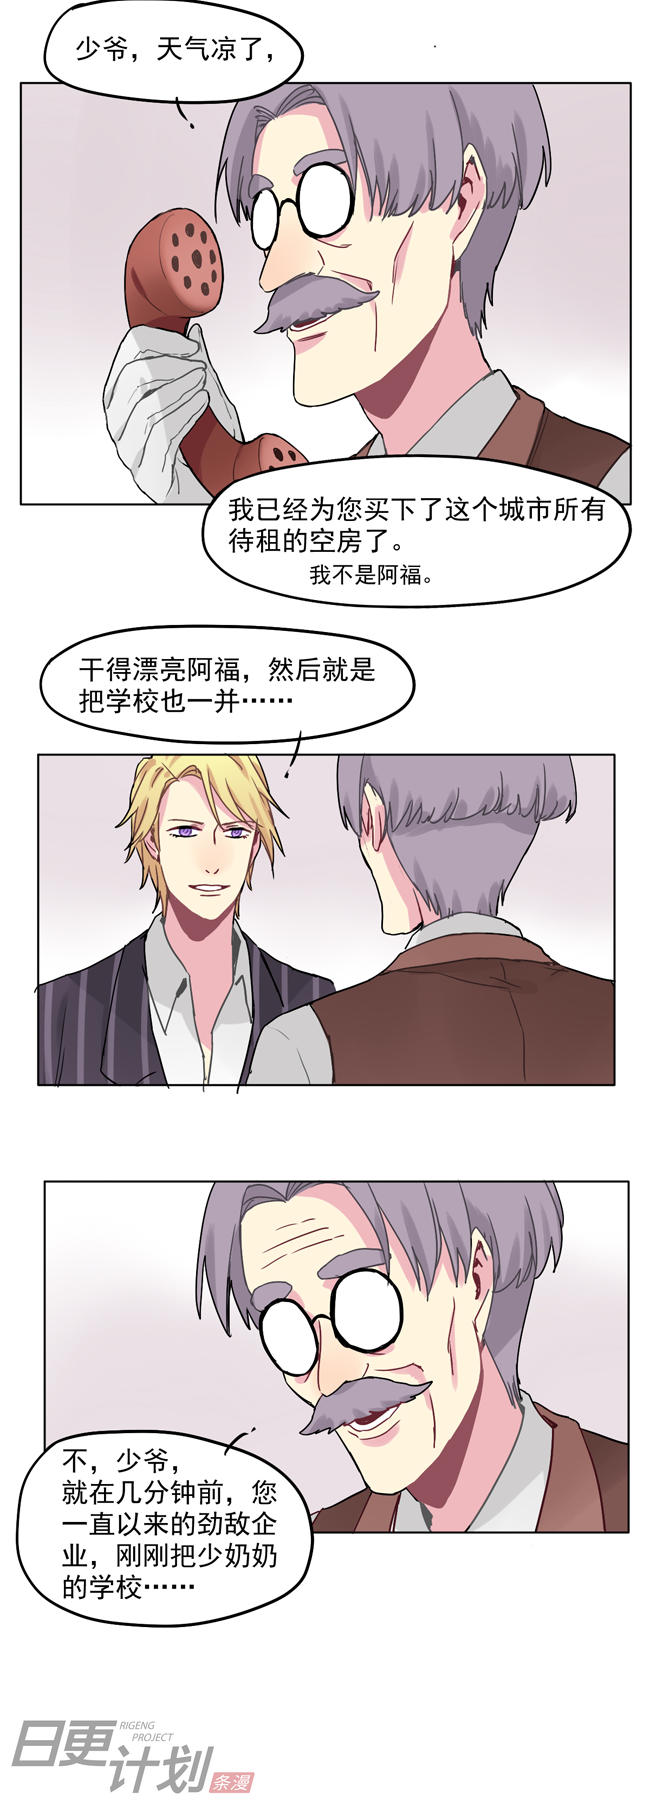 少爷，天气凉了，
我已经为您买下了这个城市所有
待租的空房了。
我不是阿福。
干得漂亮阿福，然后就是
把学校也一并……
不，少爷，
就在几分钟前，您
一直以来的劲敌企
业，刚刚把少奶奶
的学校……
日更
RIGENG
PROJECT
计划
条漫